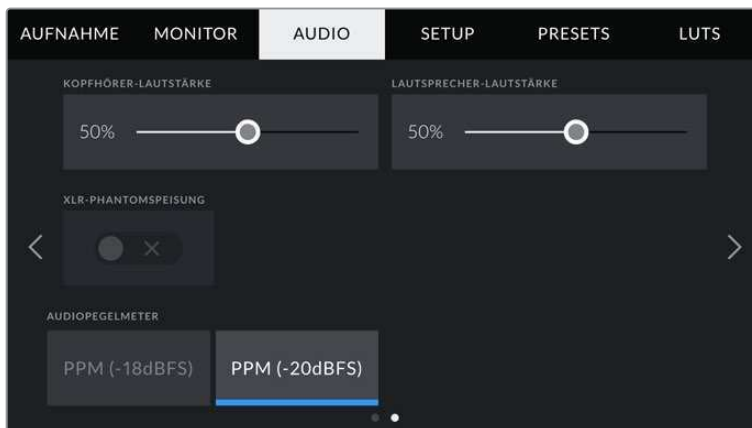 AUFNAHME MONITOR AUDIO SETUP PRESETS LUTS
KOPFHÖRER-LAUTSTÄRKE LAUTSPRECHER-LAUTSTÄRKE
50% 50%
XLR-PHANTOMSPEISUNG
AUDIOPEGELMETER
PPM (-18dBFS) PPM (-20dBFS)